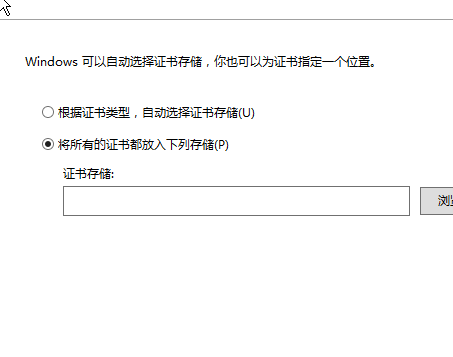 Windows 可以自动选择证书存储，你也可以为证书指定一个位置。
根据证书类型，自动选择证书存储(U)
将所有的证书都放入下列存储(P)
证书存储:
浏